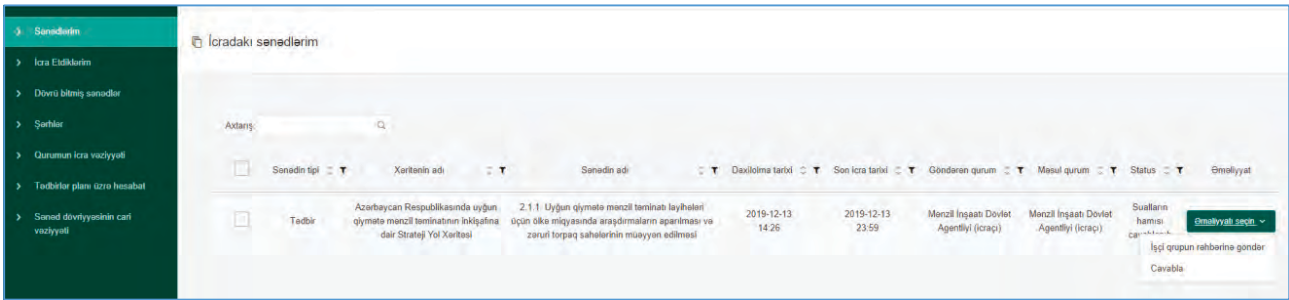 Sənədlərim
İcra Etdiklərim
Dövrü bitmiş sənədlər
Şərhlər
Qurumun icra vəziyyəti
Tədbirlər planı üzrə hesabat
Sənəd dövriyyəsinin cari
vəziyyəti
İcradakı sənədlərim
Axtarış:
Sənədin tipi Xəritənin adı Sənədin adı Daxilolma tarixi Son icra tarixi Göndərən qurum Məsul qurum Status Əməliyyat
Tədbir
Azərbaycan Respublikasında uyğun
qiymətə mənzil təminatının inkişafına
dair Strateji Yol Xəritəsi
2.1.1. Uyğun qiymətə mənzil təminatı layihələri
üçün ölkə miqyasında araşdırmaların aparılması və
zəruri torpaq sahələrinin müəyyən edilməsi
2019-12-13
14:26
2019-12-13
23:59
Mənzil İnşaatı Dövlət
Agentliyi (icraçı)
Mənzil İnşaatı Dövlət
Agentliyi (icraçı)
Sualların
hamısı
Əməliyyatı seçin
İşçi qrupun rəhbərinə göndər
Cavabla